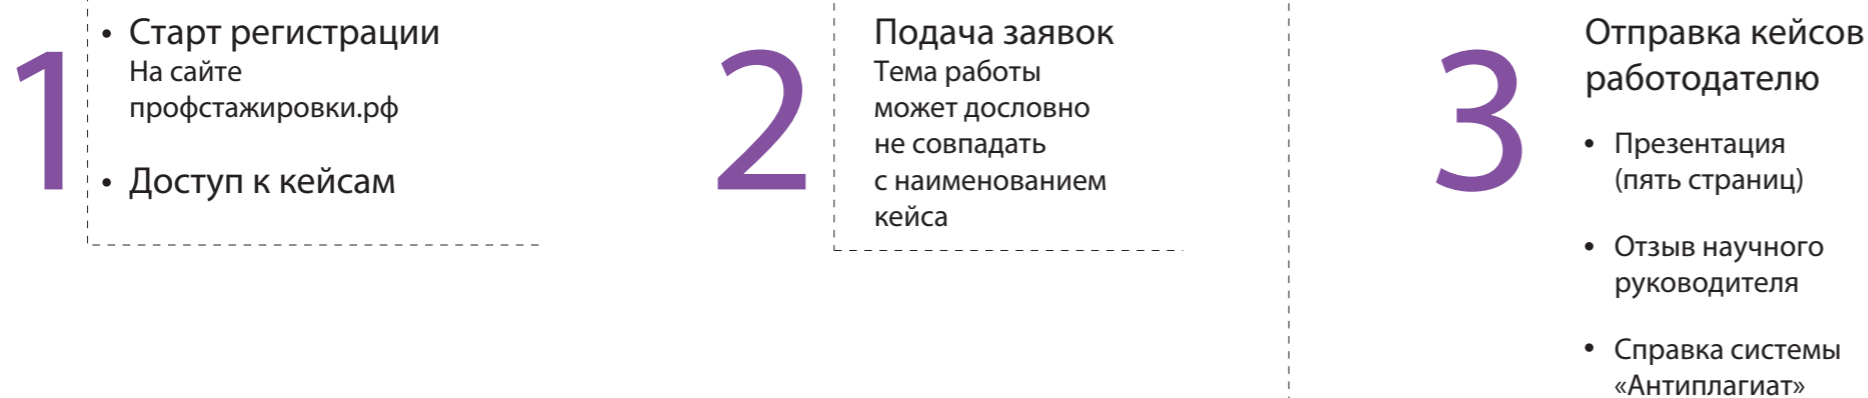 1
• Старт регистрации
На сайте
профстажировки.рф
• Доступ к кейсам
2
Подача заявок
Тема работы
может дословно
не совпадать
с наименованием
кейса
3
Отправка кейсов
работодателю
• Презентация
(пять страниц)
• Отзыв научного
руководителя
• Справка системы
«Антиплагиат»